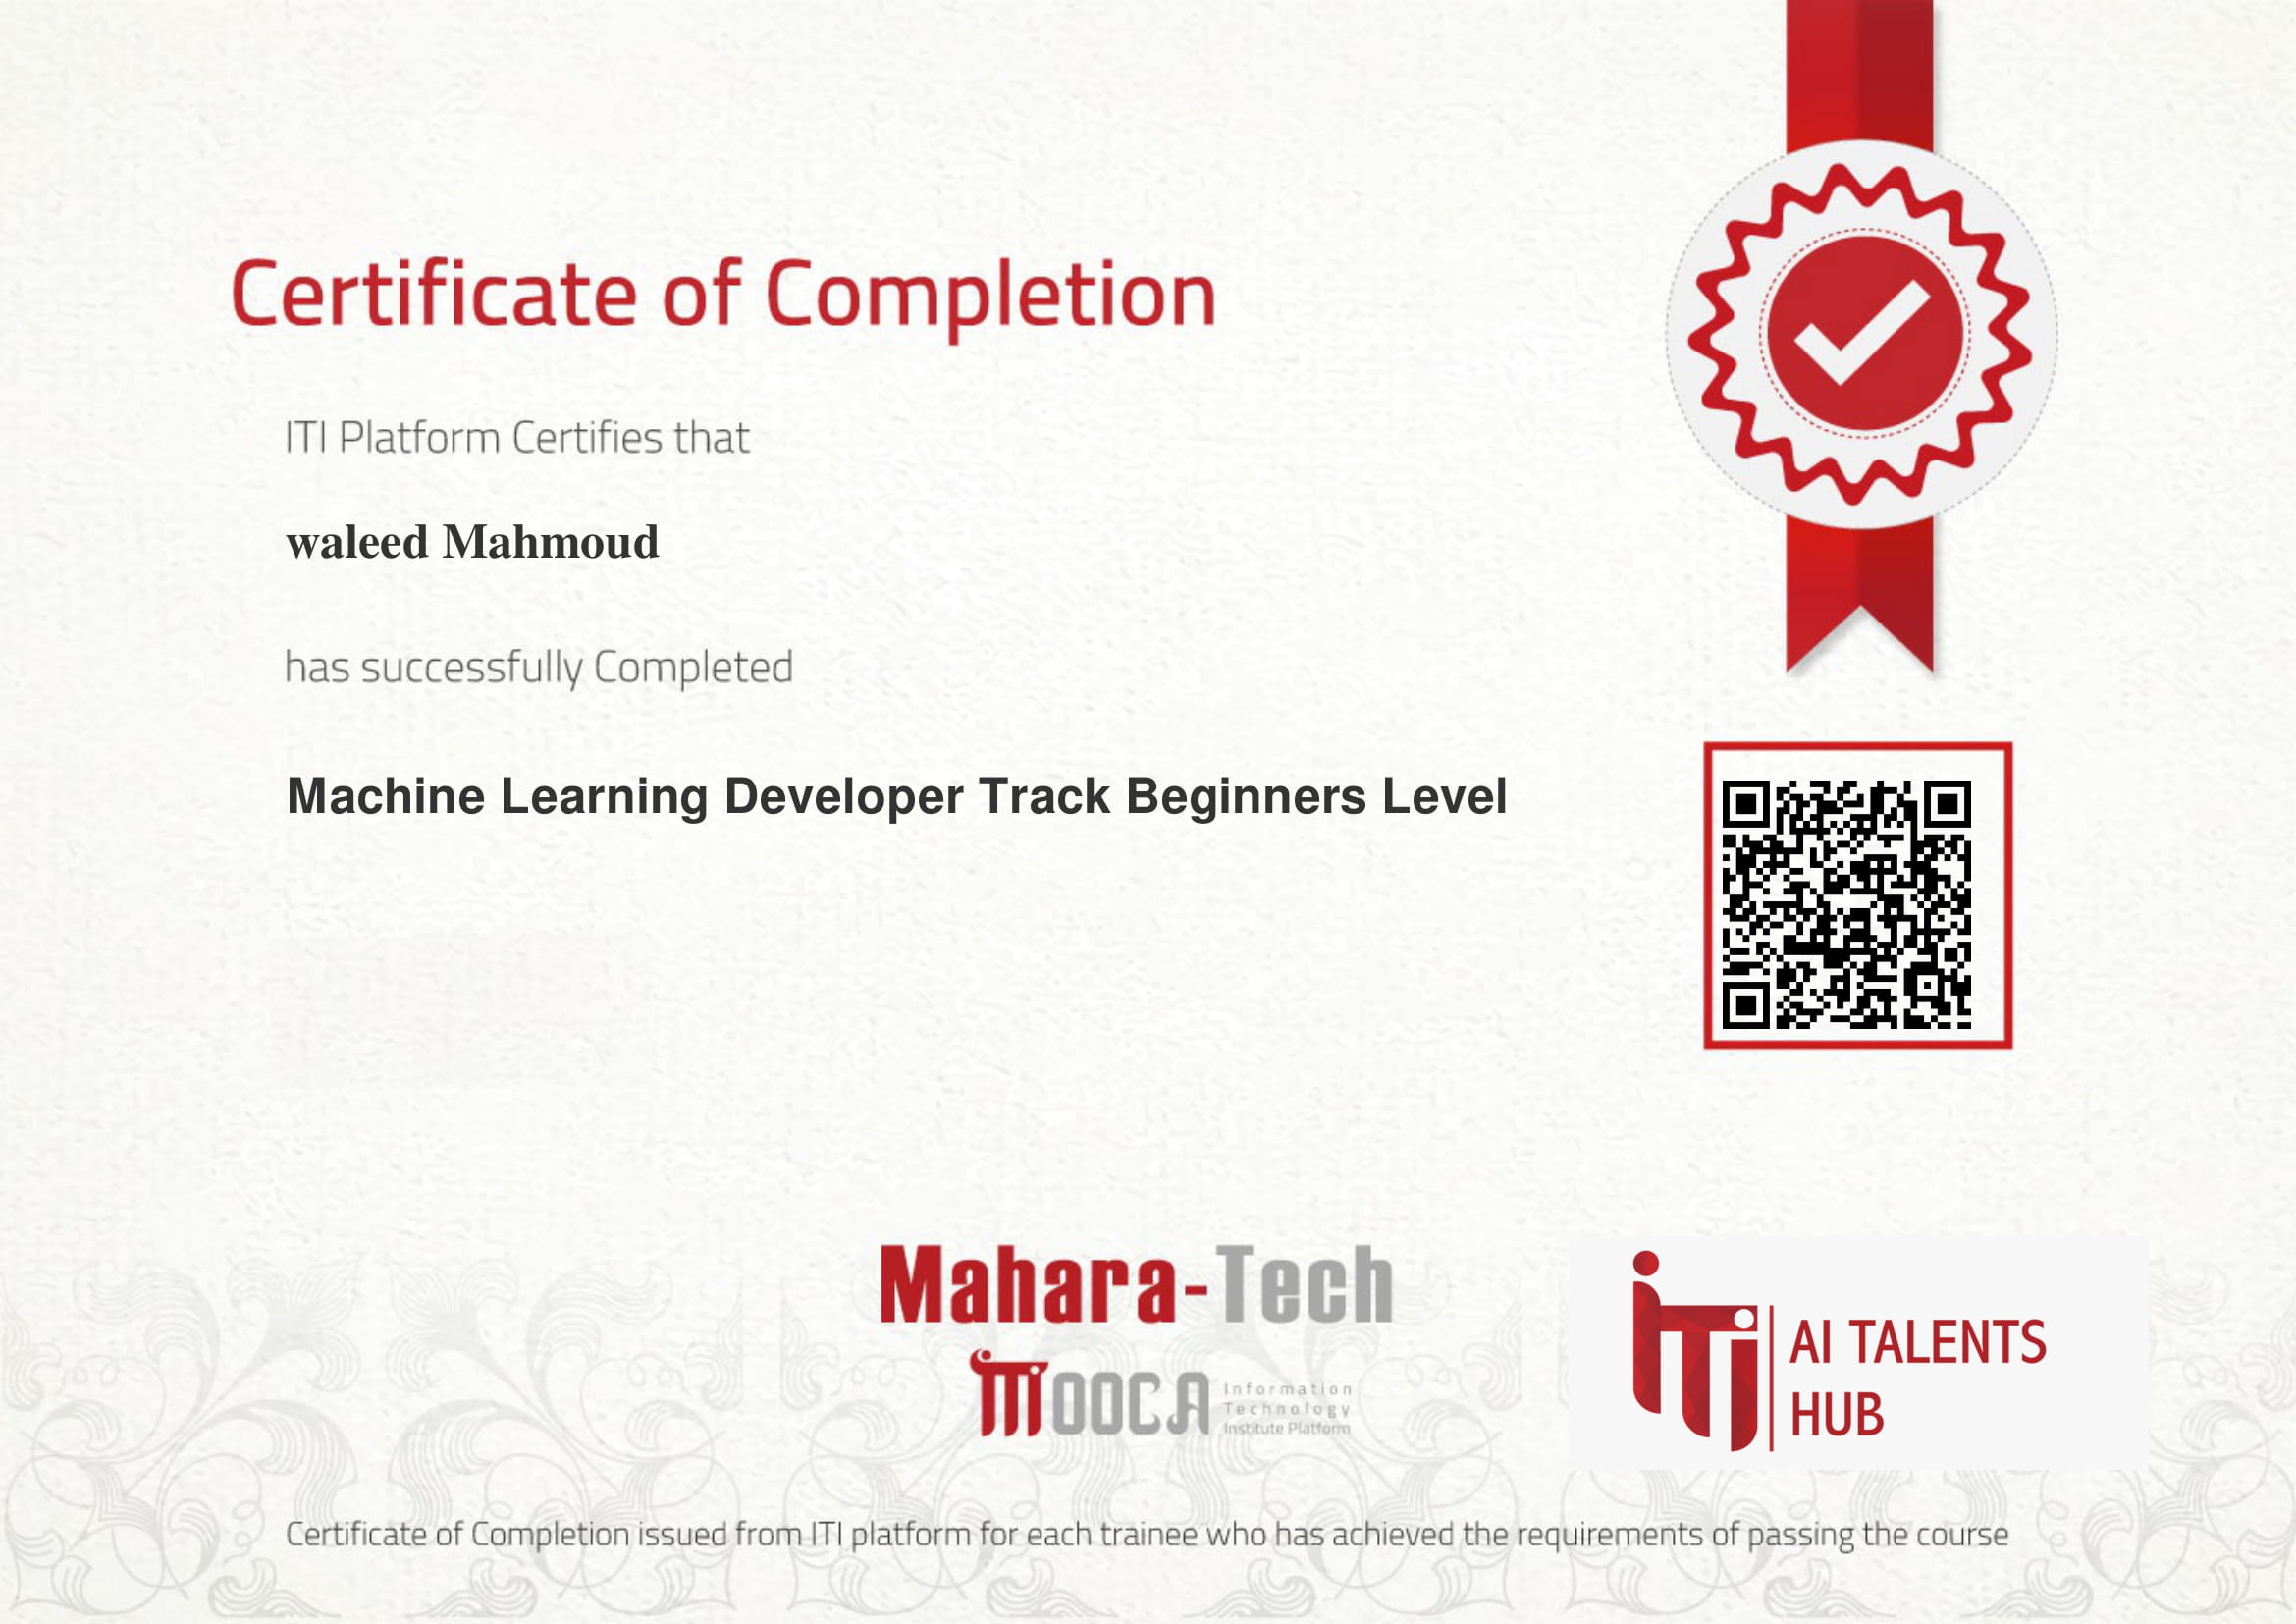 Certificate of Completion
ITI Platform Certifies that
waleed Mahmoud
has successfully Completed
Machine Learning Developer Track Beginners Level
Mahara-Tech
MOOCA
Information
Technology
Institute Platform
iTi
AI TALENTS
HUB
Certificate of Completion issued from ITI platform for each trainee who has achieved the requirements of passing the course